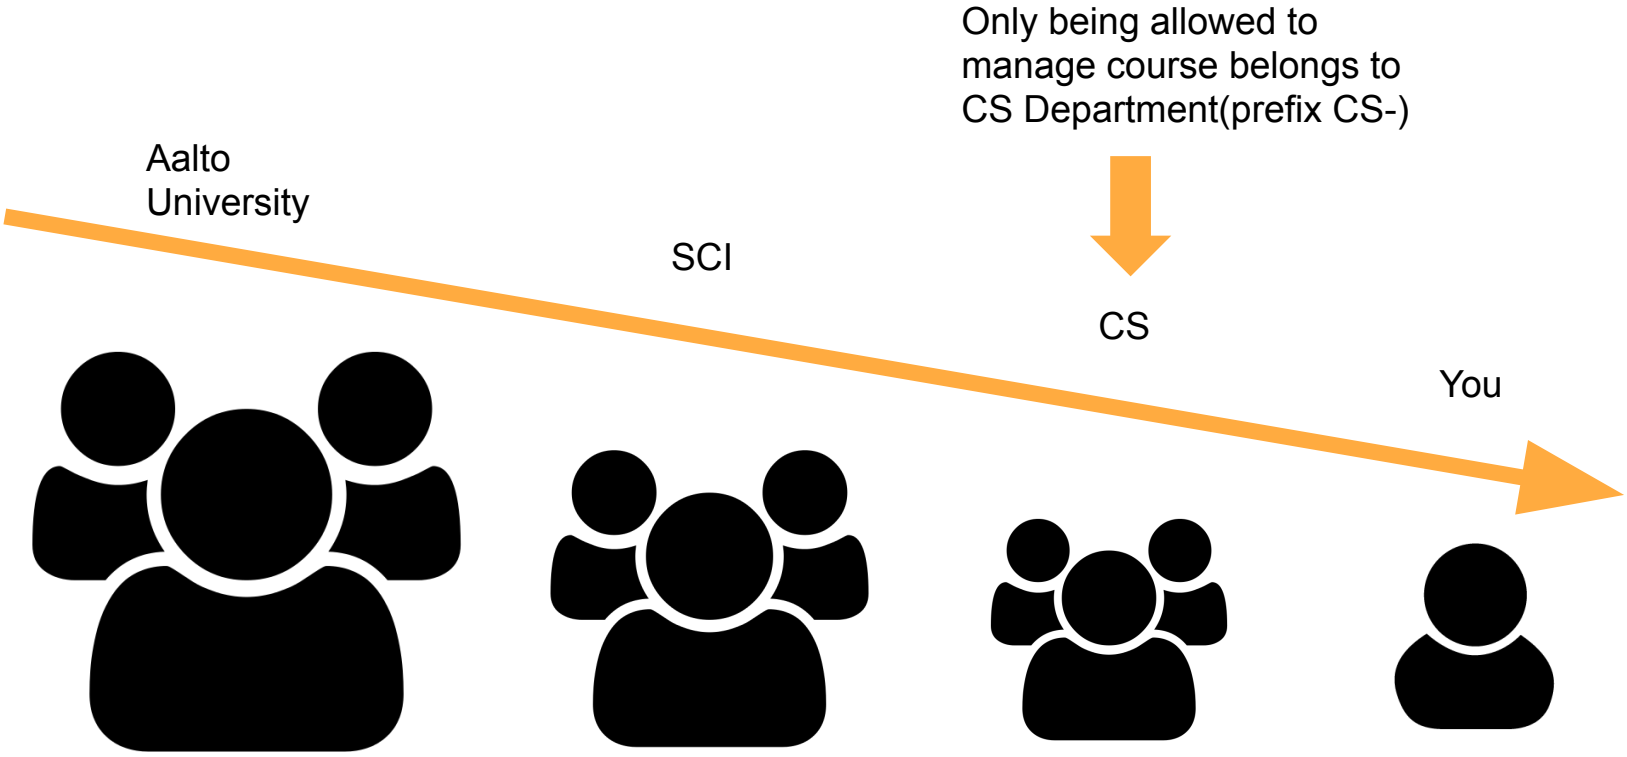 Only being allowed to
manage course belongs to
CS Department(prefix CS-)
Aalto
University
SCI
CS
You